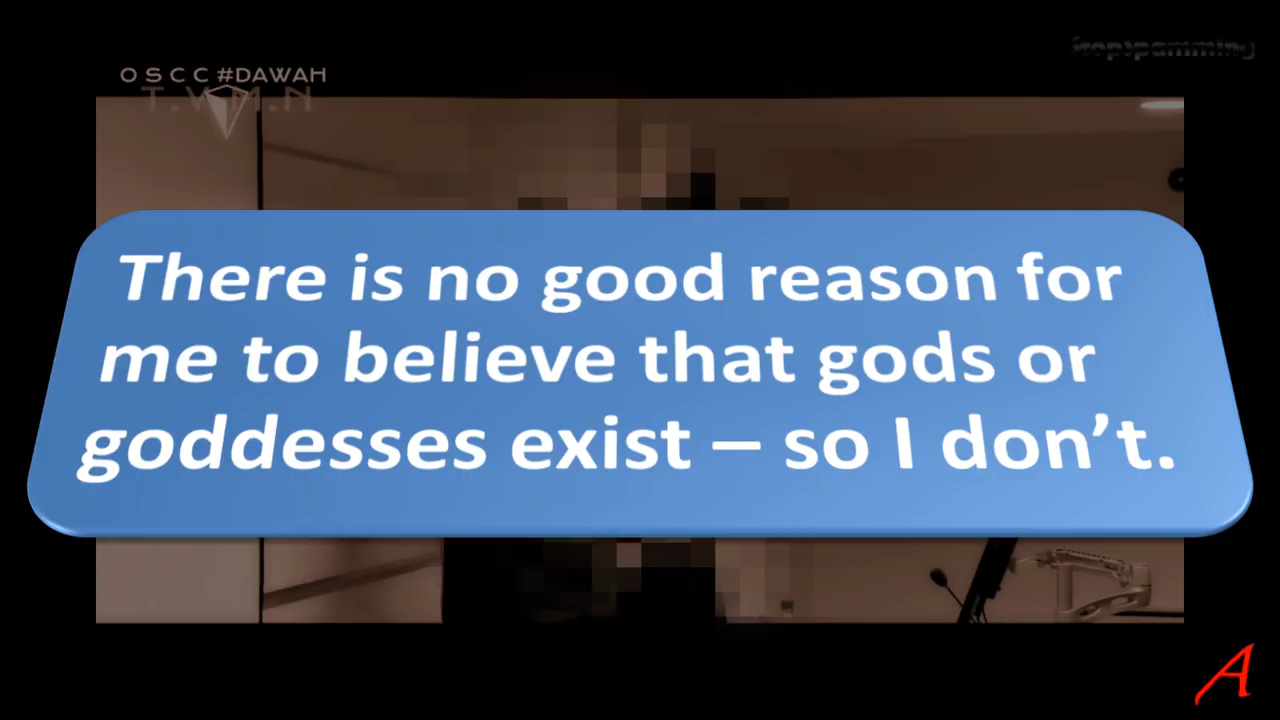 OSCC #DAWAH
T.V.M.N
There is no good reason for
me to believe that gods or
goddesses exist – so I don’t.
A